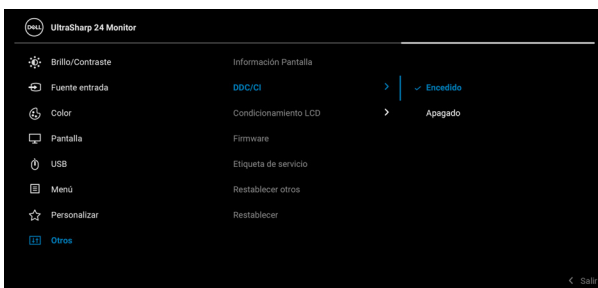 DELL UltraSharp 24 Monitor
Brillo/Contraste
Fuente entrada
Color
Pantalla
USB
Menú
Personalizar
Otros
Información Pantalla
DDC/CI
Condicionamiento LCD
Firmware
Etiqueta de servicio
Restablecer otros
Restablecer
Encedido
Apagado
Salir